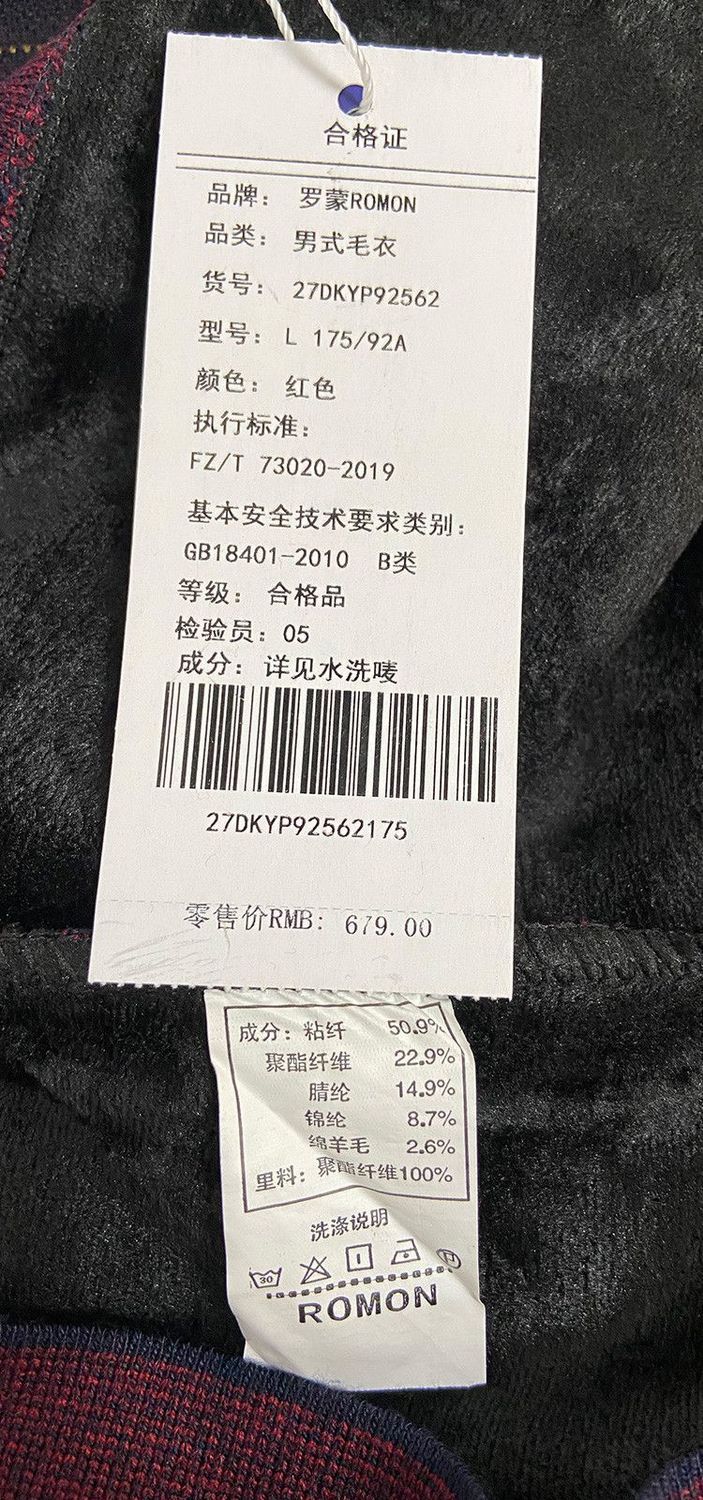 合格证
品牌： 罗蒙ROMON
品类： 男式毛衣
货号： 27DKYP92562
型号： L 175/92A
颜色： 红色
执行标准：
FZ/T 73020-2019
基本安全技术要求类别：
GB18401-2010 B类
等级： 合格品
检验员：05
成分： 详见水洗唛
27DKYP92562175
零售价RMB: 679.00
成分：粘纤 50.9%
聚酯纤维 22.9%
腈纶 14.9%
锦纶 8.7%
绵羊毛 2.6%
里料：聚酯纤维100%
洗涤说明
30
P
ROMON